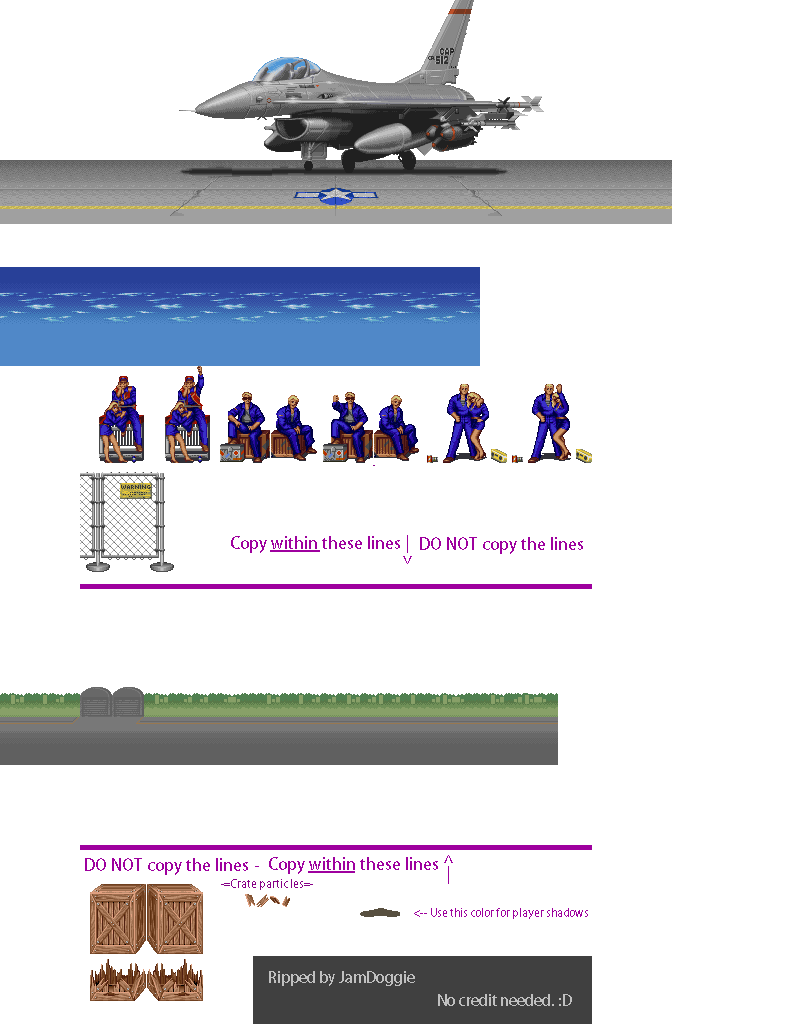 CAP
512
WARNING
Copy within these lines | DO NOT copy the lines
DO NOT copy the lines - Copy within these lines ^
-=Crate particles=-
<-- Use this color for player shadows
Ripped by JamDoggie
No credit needed. :D